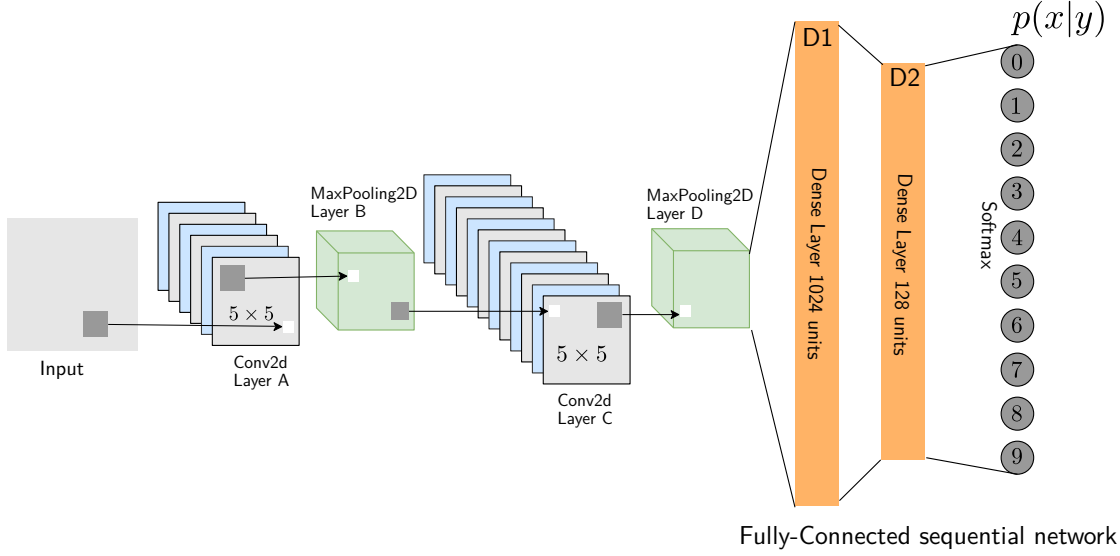 Input
5 × 5
Conv2d
Layer A
MaxPooling2D
Layer B
5 × 5
Conv2d
Layer C
MaxPooling2D
Layer D
D1
Dense Layer 1024 units
D2
Dense Layer 128 units
Softmax
p(x|y)
0
1
2
3
4
5
6
7
8
9
Fully-Connected sequential network